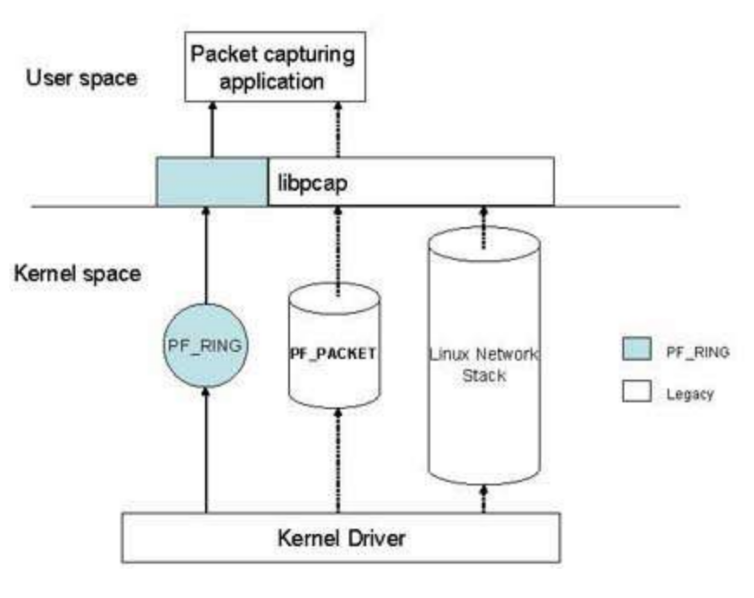 Packet capturing
application
User space
libpcap
Kernel space
PF_RING
PF_PACKET
Linux Network
Stack
PF_RING
Legacy
Kernel Driver